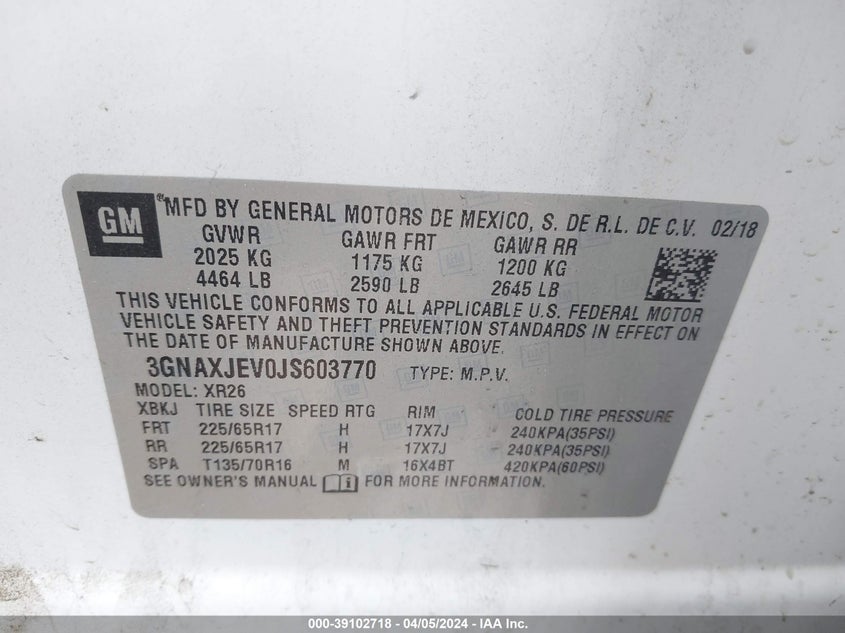 GM ® MFD BY GENERAL MOTORS DE MEXICO, S. DE R.L. DE C.V. 02/18
GVWR GAWR FRT GAWR RR
2025 KG 1175 KG 1200 KG
4464 LB 2590 LB 2645 LB
THIS VEHICLE CONFORMS TO ALL APPLICABLE U.S. FEDERAL MOTOR
VEHICLE SAFETY AND THEFT PREVENTION STANDARDS IN EFFECT ON
THE DATE OF MANUFACTURE SHOWN ABOVE.
3GNAXJEV0JS603770 TYPE: M.P.V.
MODEL: XR26
XBKJ TIRE SIZE SPEED RTG RIM COLD TIRE PRESSURE
FRT 225/65R17 H 17X7J 240KPA(35PSI)
RR 225/65R17 H 17X7J 240KPA(35PSI)
SPA T135/70R16 M 16X4BT 420KPA(60PSI)
SEE OWNER'S MANUAL FOR MORE INFORMATION.
000-39102718 - 04/05/2024 - IAAI.COM